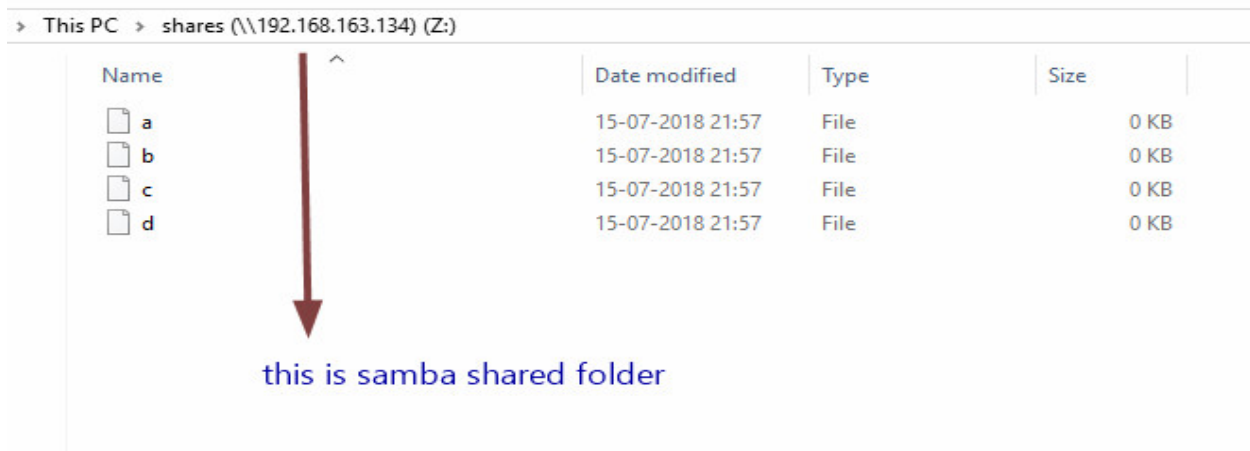 > This PC > shares (\\192.168.163.134) (Z:)
Name Date modified Type Size
a 15-07-2018 21:57 File 0 KB
b 15-07-2018 21:57 File 0 KB
c 15-07-2018 21:57 File 0 KB
d 15-07-2018 21:57 File 0 KB
this is samba shared folder